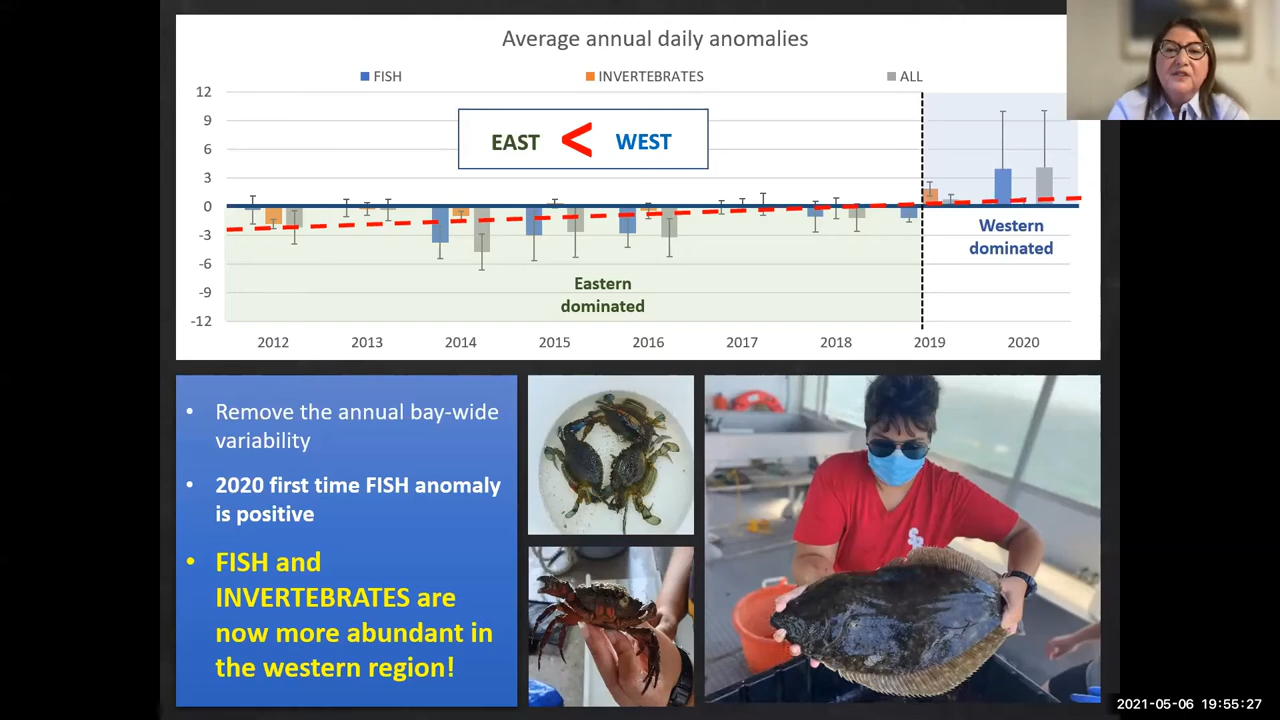 Average annual daily anomalies
FISH
INVERTEBRATES
ALL
12
9
6
3
0
-3
-6
-9
-12
EAST < WEST
Eastern
dominated
Western
dominated
2012
2013
2014
2015
2016
2017
2018
2019
2020
• Remove the annual bay-wide
variability
• 2020 first time FISH anomaly
is positive
• FISH and
INVERTEBRATES are
now more abundant in
the western region!
2021-05-06 19:55:27